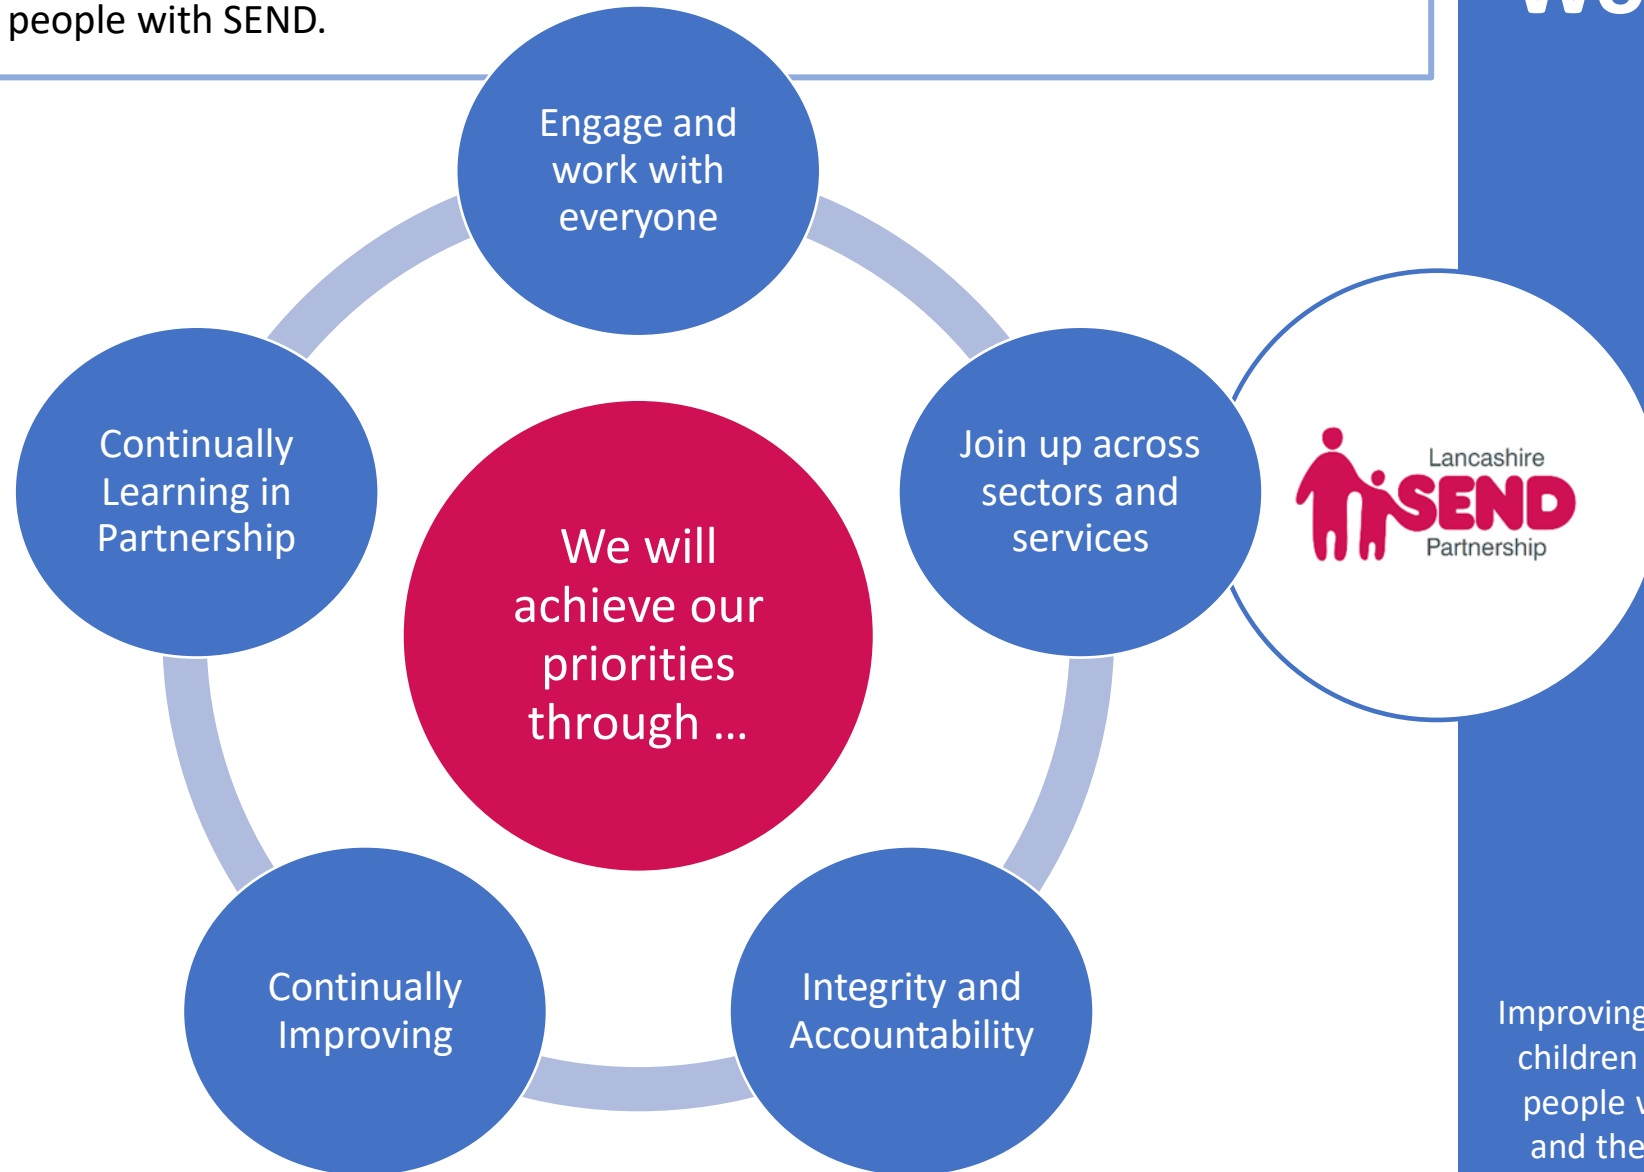 people with SEND.
Engage and
work with
everyone
Join up across
sectors and
services
Integrity and
Accountability
Continually
Improving
Continually
Learning in
Partnership
We will
achieve our
priorities
through ...
Lancashire
SEND
Partnership
Improving
children
people
and the